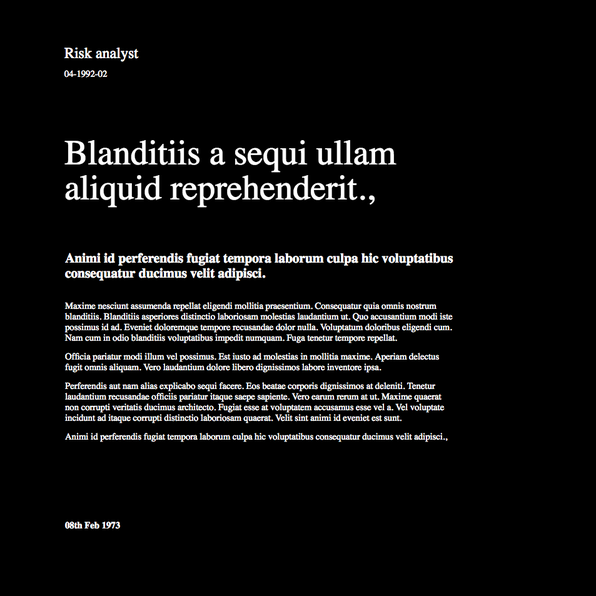 Risk analyst
04-1992-02
Blanditiis a sequi ullam
aliquid reprehenderit.,
Animi id perferendis fugiat tempora laborum culpa hic voluptatibus
consequatur ducimus velit adipisci.
Maxime nesciunt assumenda repellat eligendi mollitia praesentium. Consequatur quia omnis nostrum
blanditiis. Blanditiis asperiores distinctio laboriosam molestias laudantium ut. Quo accusantium modi iste
possimus id ad. Eveniet doloremque tempore recusandae dolor nulla. Voluptatum doloribus eligendi cum.
Nam cum in odio blanditiis voluptatibus impedit numquam. Fuga tenetur tempore repellat.
Officia pariatur modi illum vel possimus. Est iusto ad molestias in mollitia maxime. Aperiam delectus
fugit omnis aliquam. Vero laudantium dolore libero dignissimos labore inventore ipsa.
Perferendis aut nam alias explicabo sequi facere. Eos beatae corporis dignissimos at deleniti. Tenetur
laudantium recusandae officiis pariatur itaque saepe sapiente. Vero earum rerum at ut. Maxime quaerat
non corrupti veritatis ducimus architecto. Fugiat esse at voluptatem accusamus esse vel a. Vel voluptate
incidunt ad itaque corrupti distinctio laboriosam quaerat. Velit sint animi id eveniet est sunt.
Animi id perferendis fugiat tempora laborum culpa hic voluptatibus consequatur ducimus velit adipisci.,
08th Feb 1973